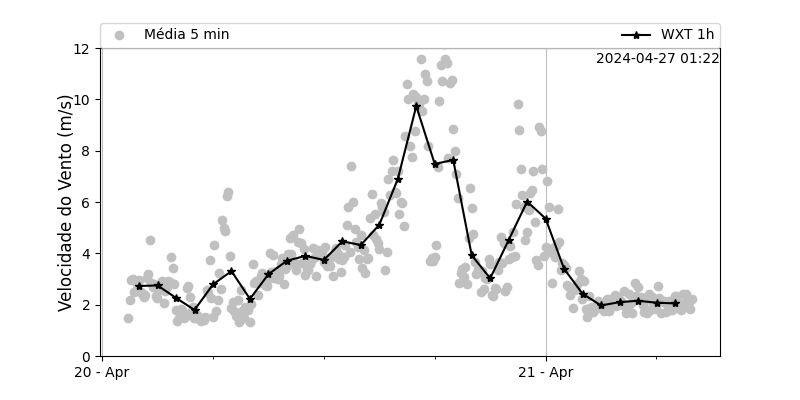 Média 5 min
WXT 1h
2024-04-27 01:22
Velocidade do Vento (m/s)
12
10
8
6
4
2
0
20 - Apr
21 - Apr